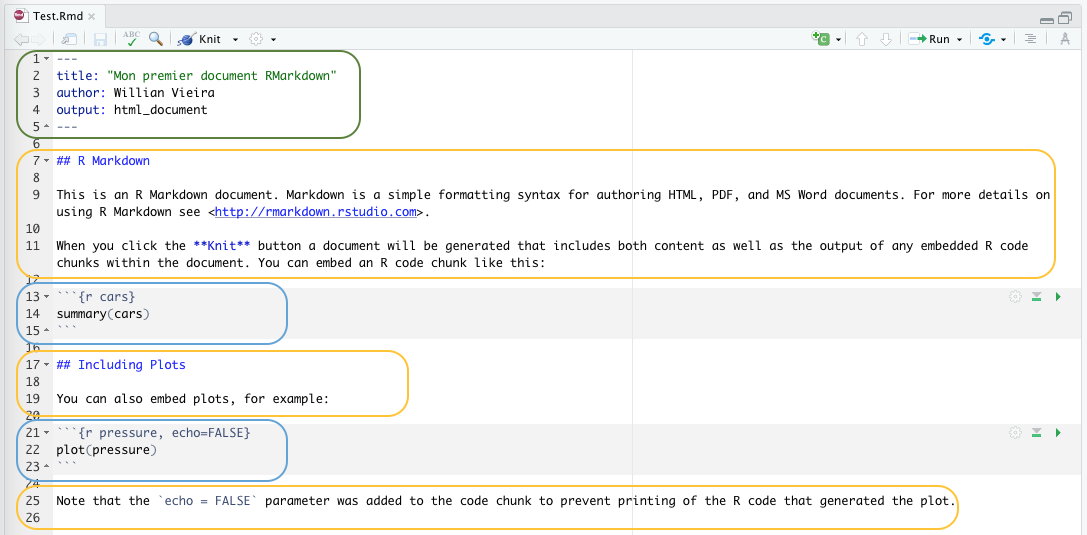 Test.Rmd
ABC Knit Run
1 ---
2 title: "Mon premier document RMarkdown"
3 author: Willian Vieira
4 output: html_document
5 ---
6
7 ## R Markdown
8
9 This is an R Markdown document. Markdown is a simple formatting syntax for authoring HTML, PDF, and MS Word documents. For more details on
using R Markdown see <http://rmarkdown.rstudio.com>.
10
11 When you click the **Knit** button a document will be generated that includes both content as well as the output of any embedded R code
chunks within the document. You can embed an R code chunk like this:
12
13 ```{r cars}
14 summary(cars)
15 ```
16
17 ## Including Plots
18
19 You can also embed plots, for example:
20
21 ```{r pressure, echo=FALSE}
22 plot(pressure)
23 ```
24
25 Note that the `echo = FALSE` parameter was added to the code chunk to prevent printing of the R code that generated the plot.
26